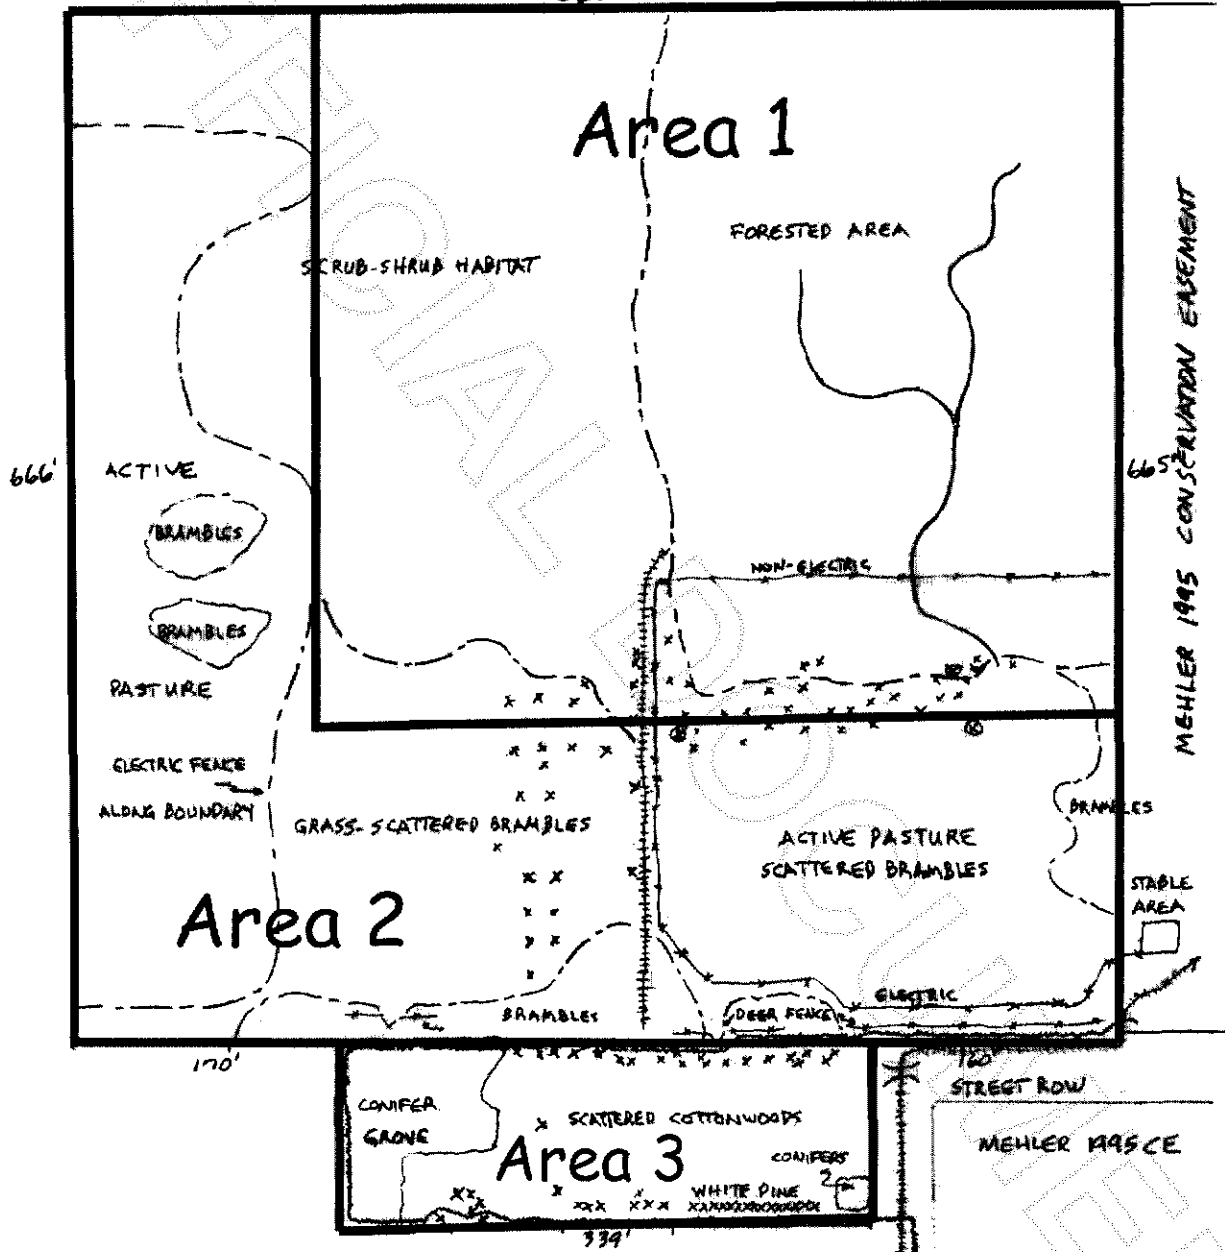 Area 1
FORESTED AREA
SCRUB-SHRUB HABITAT
MEHLER 1995 CONSERVATION EASEMENT
666'
ACTIVE
665'
BRAMBLES
NON-ELECTRIC
BRAMBLES
PASTURE
ELECTRIC FENCE
ALONG BOUNDARY
GRASS-SCATTERED BRAMBLES
BRAMBLES
ACTIVE PASTURE
SCATTERED BRAMBLES
STABLE
AREA
Area 2
ELECTRIC
BRAMBLES
DEER FENCE
170'
160'
STREET ROW
CONIFER
GROVE
SCATTERED COTTONWOODS
MEHLER 1995 CE
Area 3
CONIFERS
2
WHITE PINE
339'